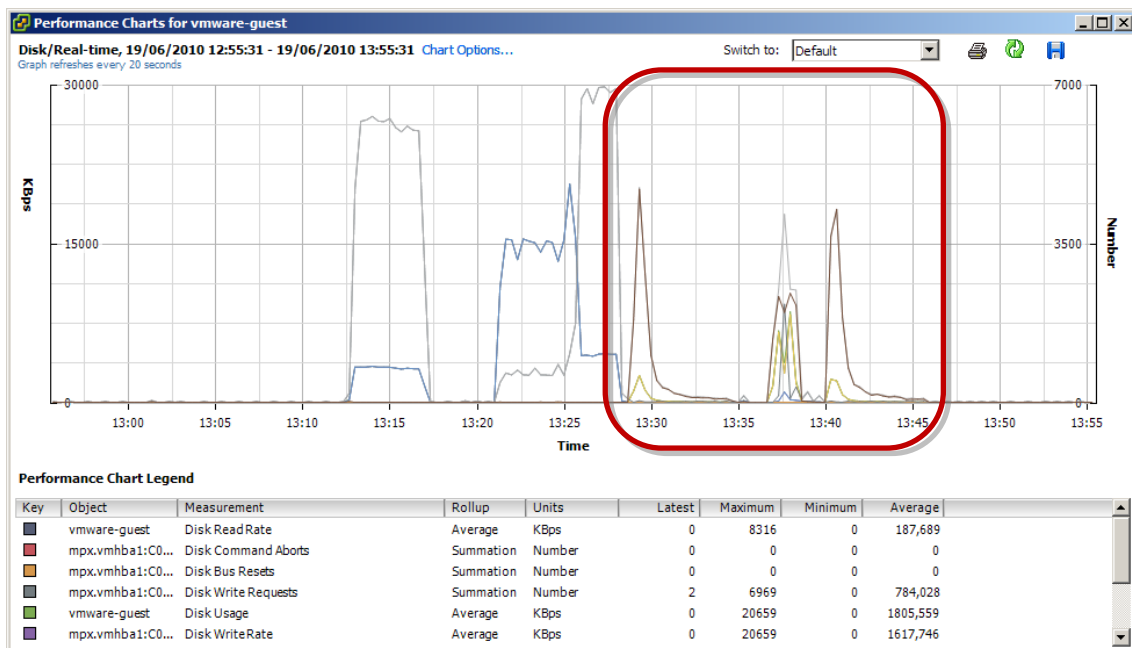 Performance Charts for vmware-guest
Disk/Real-time, 19/06/2010 12:55:31 - 19/06/2010 13:55:31 Chart Options... Switch to: Default
Graph refreshes every 20 seconds
30000 7000
KBps
15000 3500
Number
0 0
13:00 13:05 13:10 13:15 13:20 13:25 13:30 13:35 13:40 13:45 13:50 13:55
Time
Performance Chart Legend
Key Object Measurement Rollup Units Latest Maximum Minimum Average
vmware-guest Disk Read Rate Average KBps 0 8316 0 187,689
mpx.vmhba1:C0... Disk Command Aborts Summation Number 0 0 0 0
mpx.vmhba1:C0... Disk Bus Resets Summation Number 0 0 0 0
mpx.vmhba1:C0... Disk Write Requests Summation Number 2 6969 0 784,028
vmware-guest Disk Usage Average KBps 0 20659 0 1805,559
mpx.vmhba1:C0... Disk Write Rate Average KBps 0 20659 0 1617,746